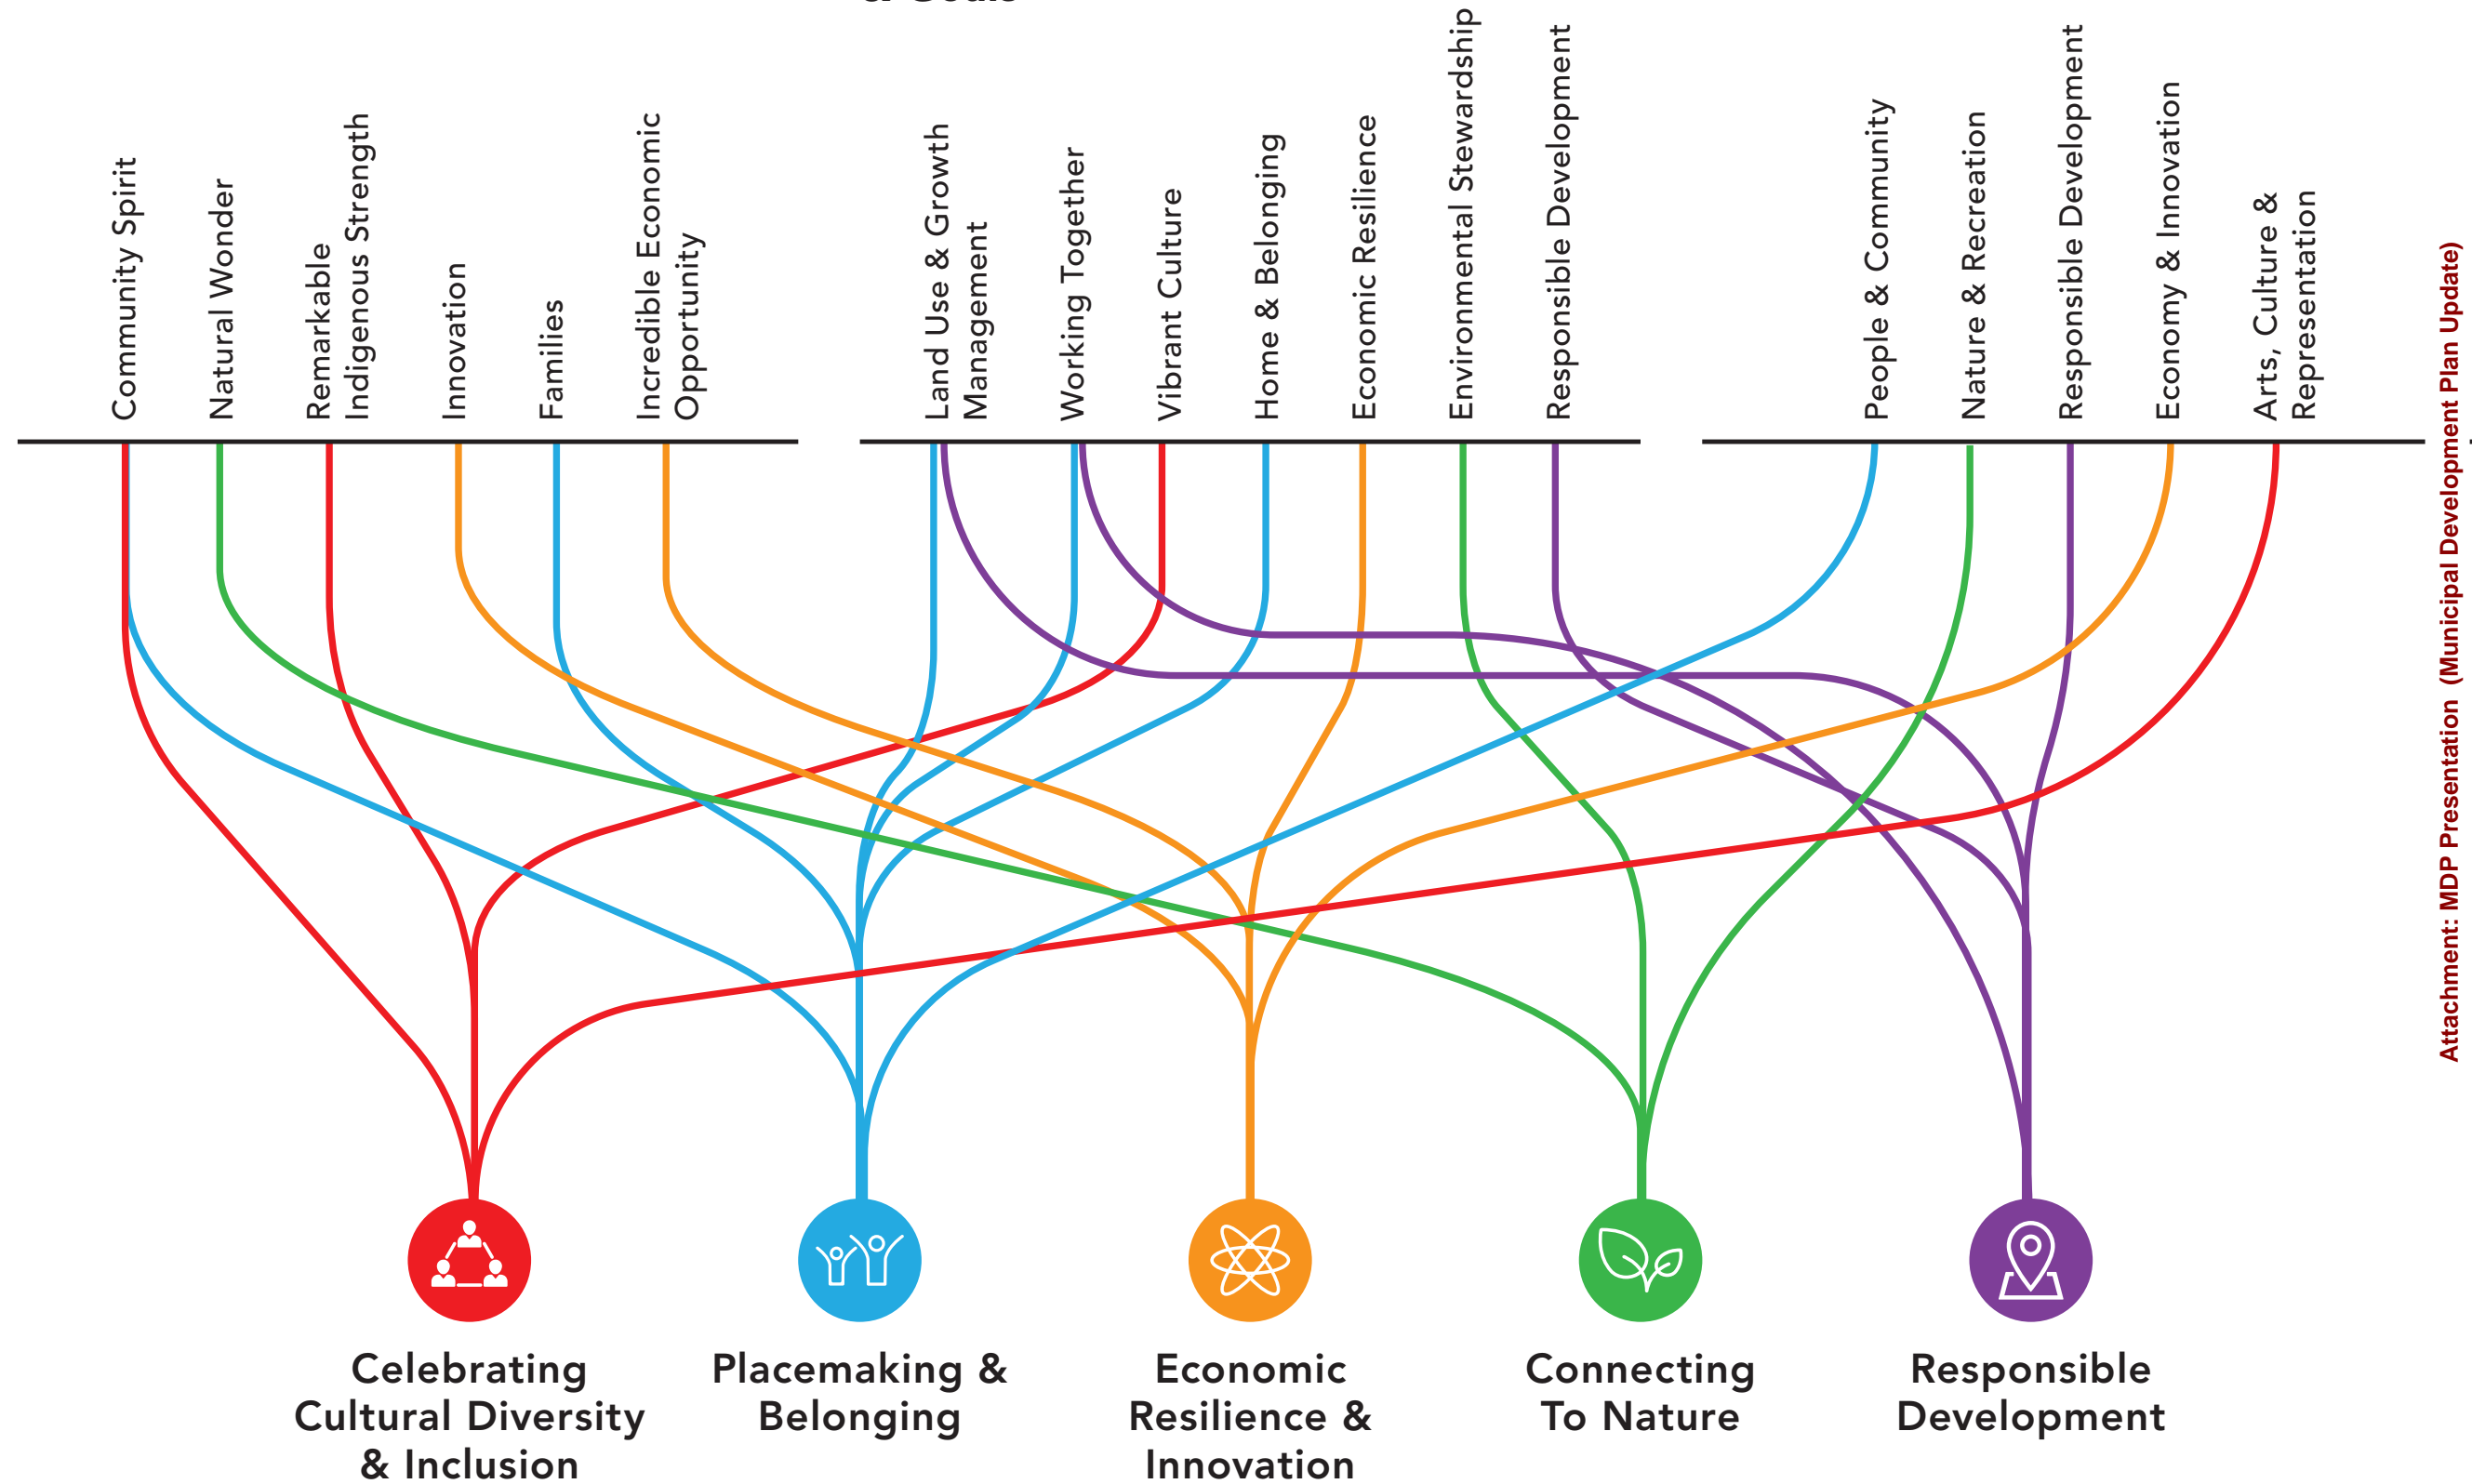 & Goals
Community Spirit
Natural Wonder
Remarkable
Indigenous Strength
Innovation
Families
Incredible Economic
Opportunity
Land Use & Growth
Management
Working Together
Vibrant Culture
Home & Belonging
Economic Resilience
Environmental Stewardship
Responsible Development
People & Community
Nature & Recreation
Responsible Development
Economy & Innovation
Arts, Culture &
Representation
Attachment: MDP Presentation (Municipal Development Plan Update)
Celebrating
Cultural Diversity
& Inclusion
Placemaking &
Belonging
Economic
Resilience &
Innovation
Connecting
To Nature
Responsible
Development